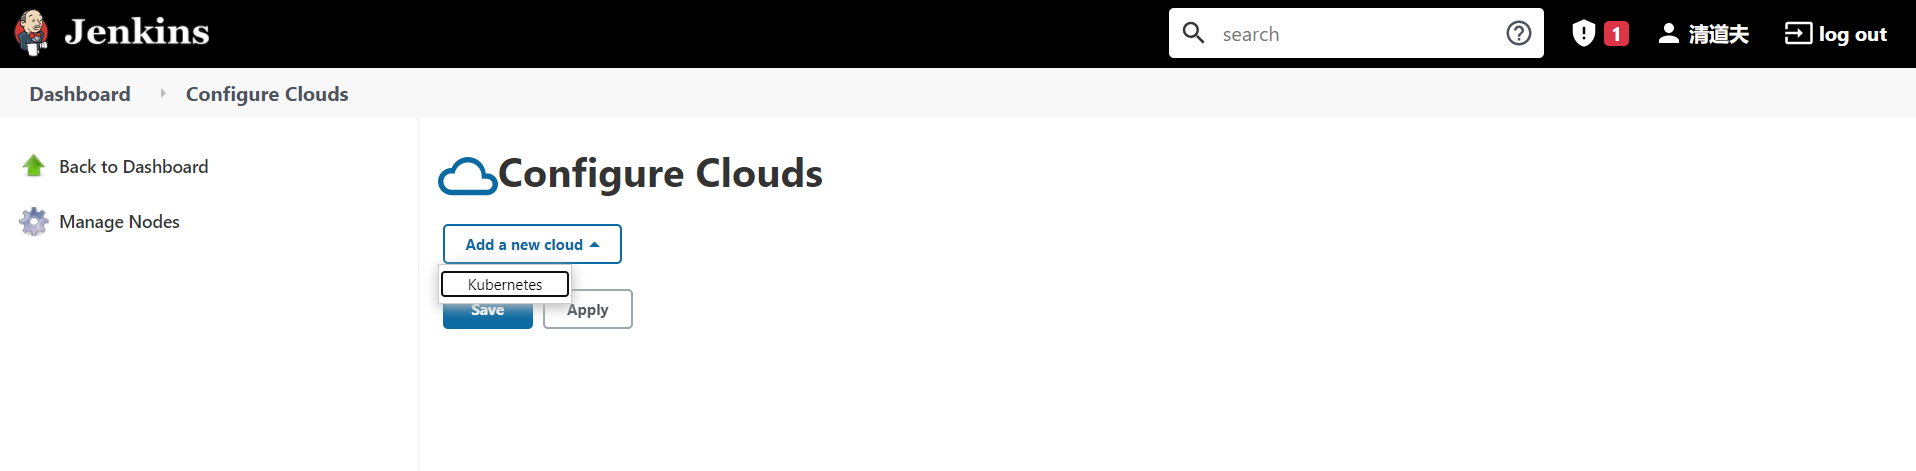 Jenkins
search
1
清道夫
log out
Dashboard
Configure Clouds
Back to Dashboard
Manage Nodes
Configure Clouds
Add a new cloud
Kubernetes
Save
Apply